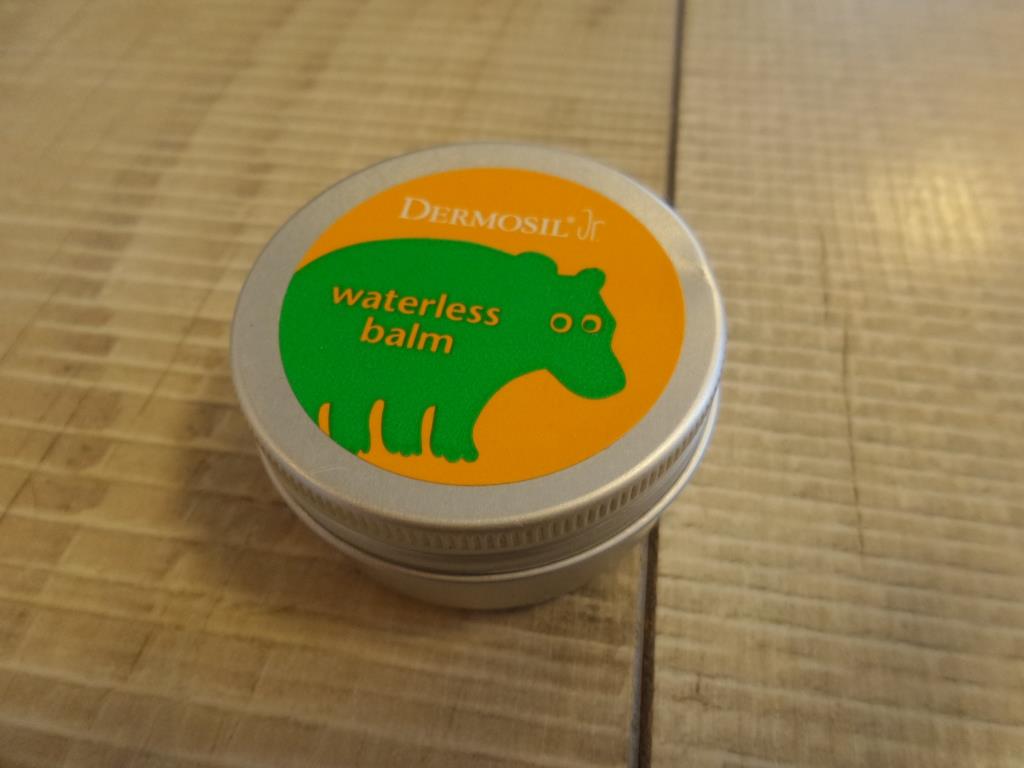 DERMOSIL® Jr.
waterless
balm